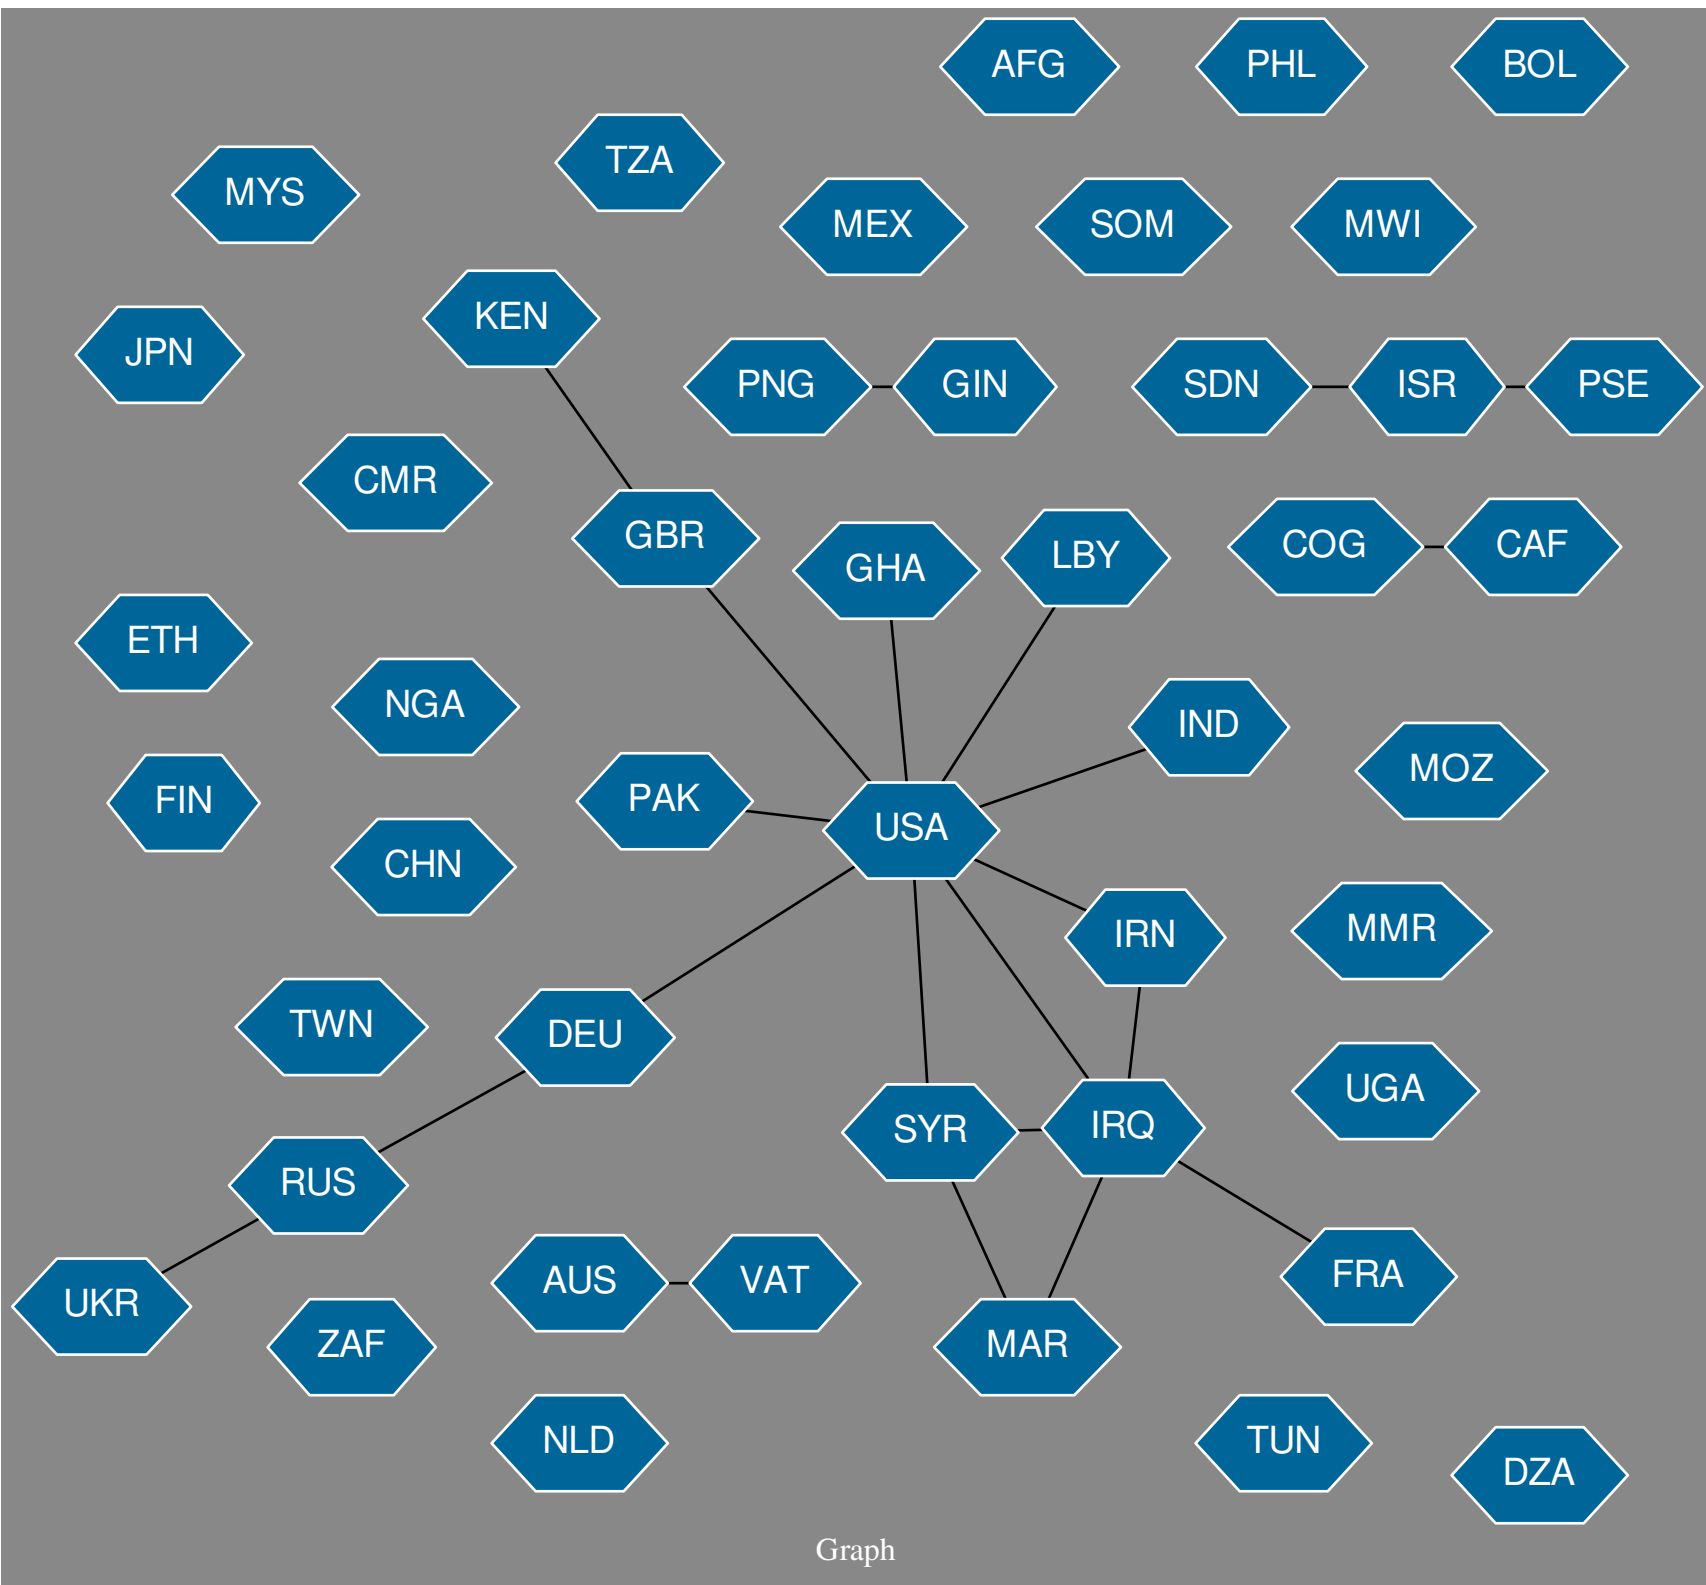 AFG
PHL
BOL
TZA
MYS
MEX
SOM
MWI
KEN
JPN
PNG
GIN
SDN
ISR
PSE
CMR
GBR
GHA
LBY
COG
CAF
ETH
NGA
IND
MOZ
FIN
PAK
USA
CHN
IRN
MMR
TWN
DEU
UGA
SYR
IRQ
RUS
AUS
VAT
FRA
UKR
ZAF
MAR
NLD
TUN
DZA
Graph